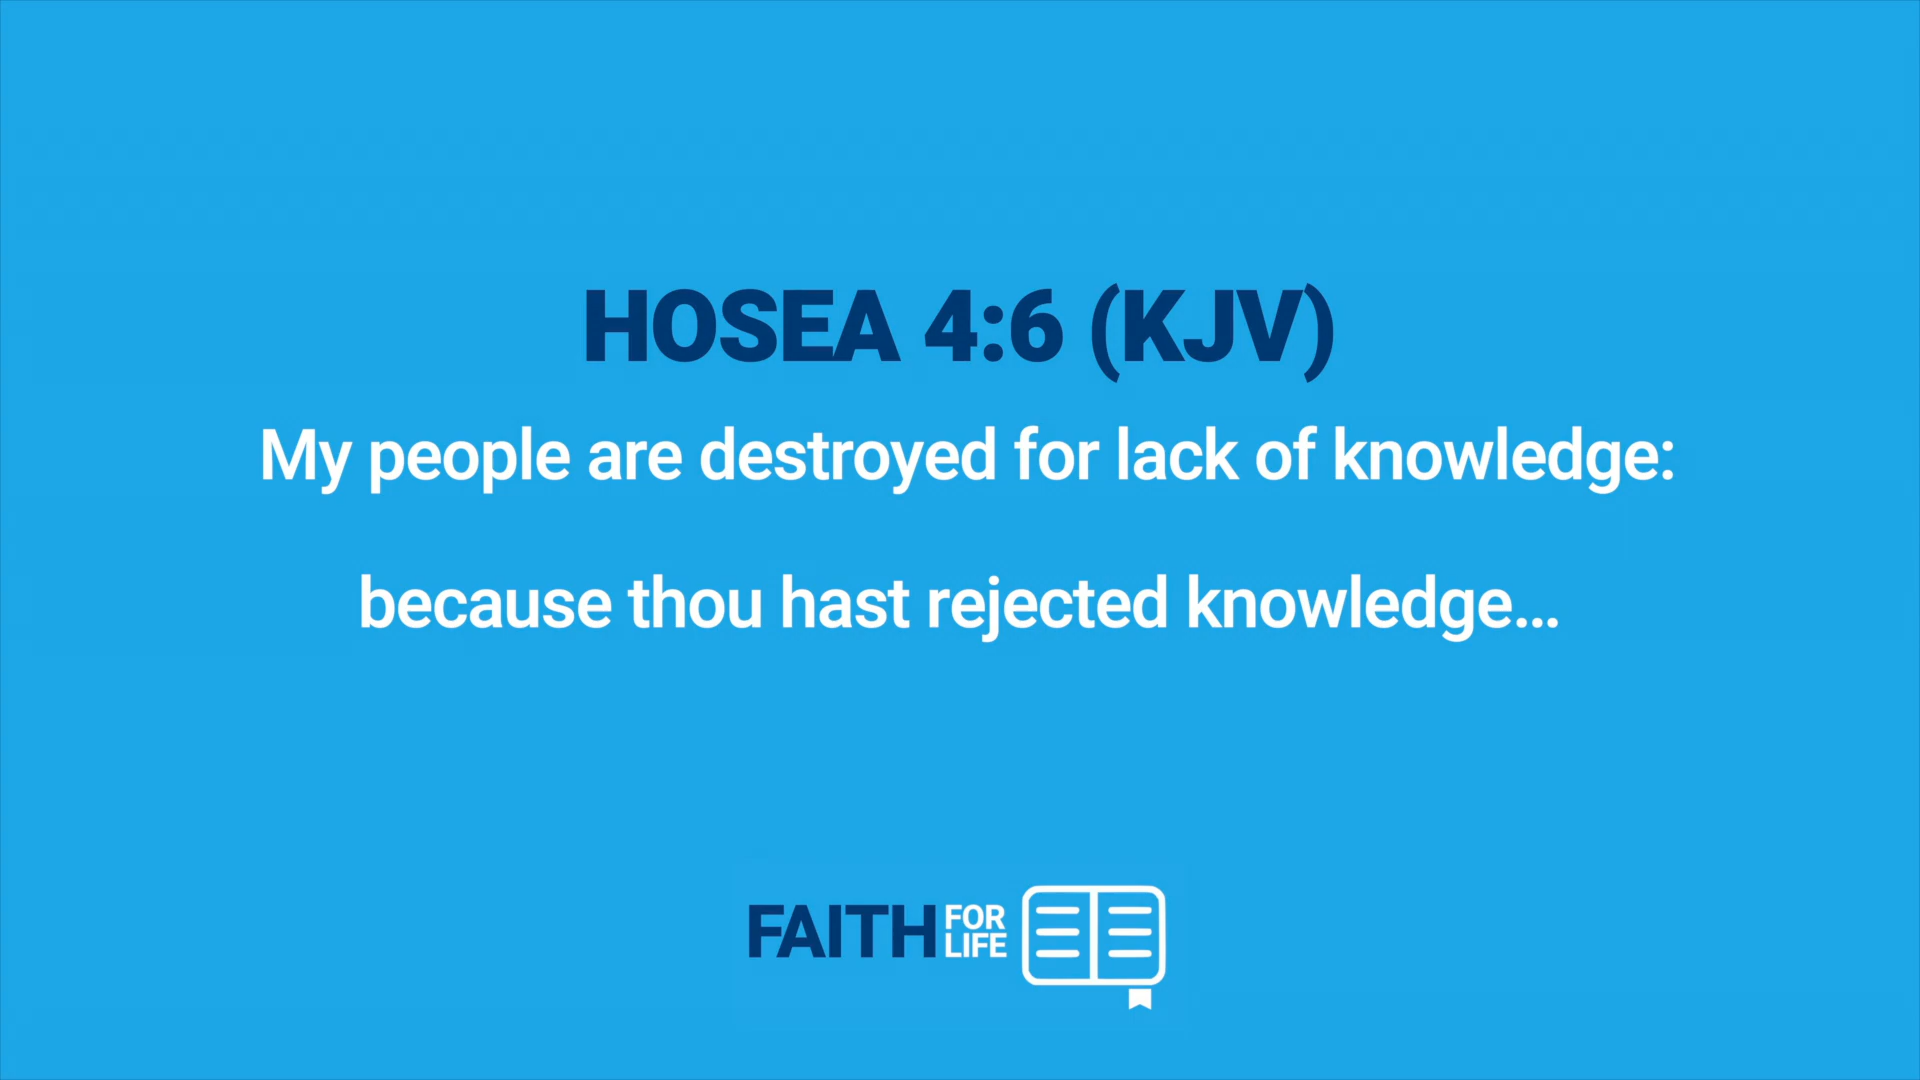 HOSEA 4:6 (KJV)
My people are destroyed for lack of knowledge:
because thou hast rejected knowledge...
FAITH FOR LIFE